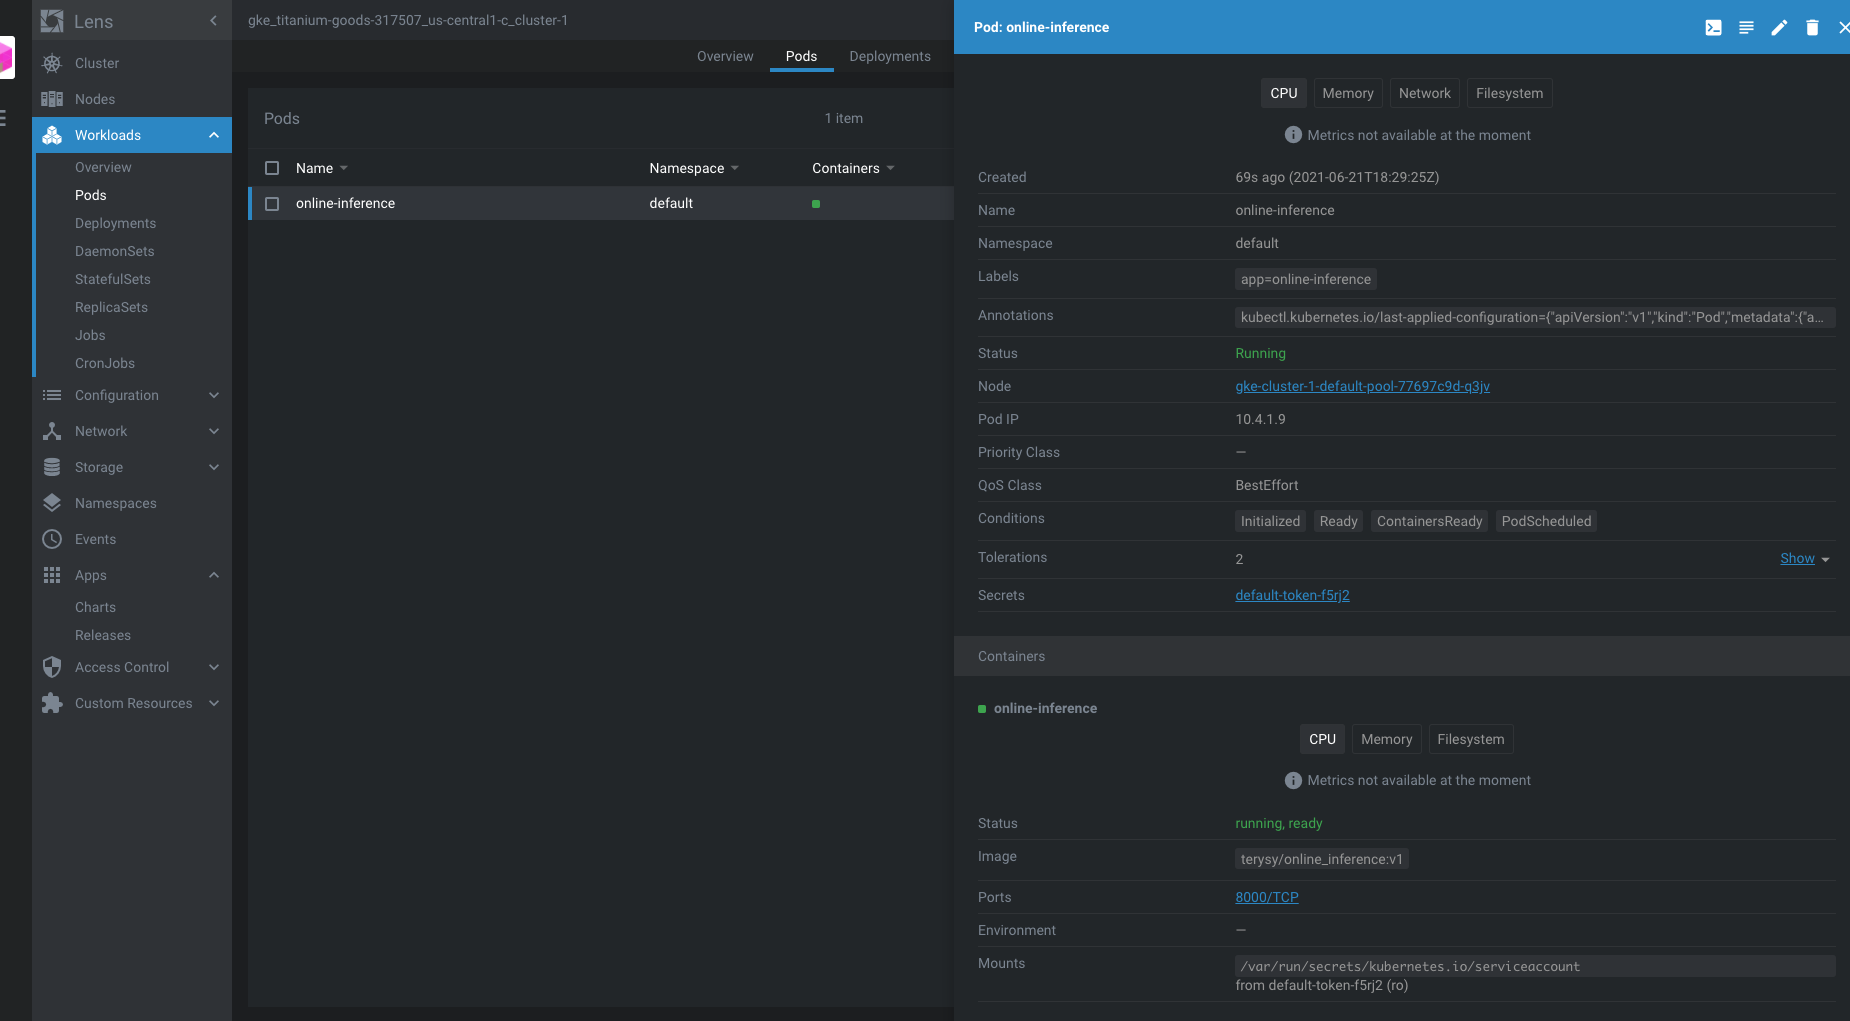 Lens
Cluster
Nodes
Workloads
Overview
Pods
Deployments
DaemonSets
StatefulSets
ReplicaSets
Jobs
CronJobs
Configuration
Network
Storage
Namespaces
Events
Apps
Charts
Releases
Access Control
Custom Resources
gke_titanium-goods-317507_us-central1-c_cluster-1
Overview Pods Deployments
Pods 1 item
Name Namespace Containers
online-inference default
Pod: online-inference
CPU Memory Network Filesystem
Metrics not available at the moment
Created 69s ago (2021-06-21T18:29:25Z)
Name online-inference
Namespace default
Labels app=online-inference
Annotations kubectl.kubernetes.io/last-applied-configuration={"apiVersion":"v1","kind":"Pod","metadata":{"a...
Status Running
Node gke-cluster-1-default-pool-77697c9d-q3jv
Pod IP 10.4.1.9
Priority Class —
QoS Class BestEffort
Conditions Initialized Ready ContainersReady PodScheduled
Tolerations 2 Show
Secrets default-token-f5rj2
Containers
online-inference
CPU Memory Filesystem
Metrics not available at the moment
Status running, ready
Image terysy/online_inference:v1
Ports 8000/TCP
Environment —
Mounts /var/run/secrets/kubernetes.io/serviceaccount
from default-token-f5rj2 (ro)